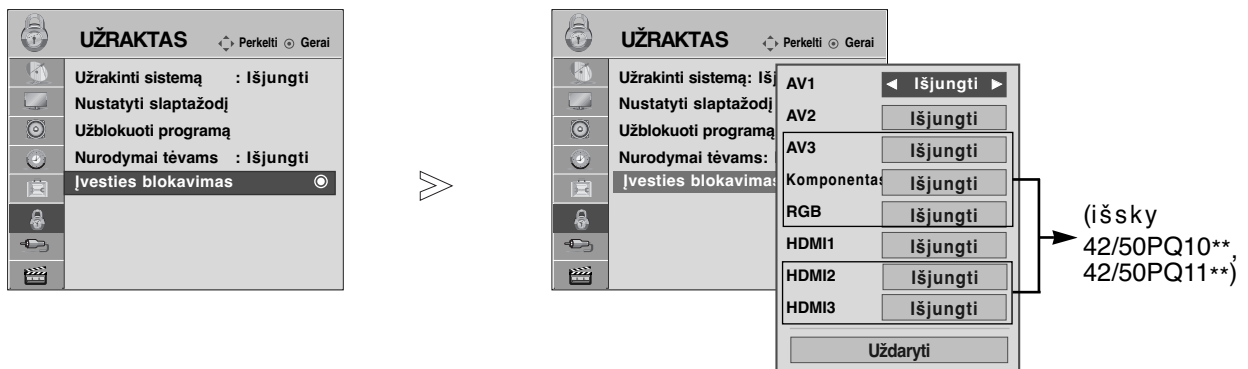 UŽRAKTAS Perkelti Gerai
Užrakinti sistemą : Išjungti
Nustatyti slaptažodį
Užblokuoti programą
Nurodymai tėvams : Išjungti
Įvesties blokavimas
UŽRAKTAS Perkelti Gerai
Užrakinti sistemą: Išj
Nustatyti slaptažodį
Užblokuoti programą
Nurodymai tėvams:
Įvesties blokavimas
AV1 ◄ Išjungti ►
AV2 Išjungti
AV3 Išjungti
Komponentas Išjungti
RGB Išjungti
HDMI1 Išjungti
HDMI2 Išjungti
HDMI3 Išjungti
Uždaryti
(išsky
42/50PQ10**,
42/50PQ11**)